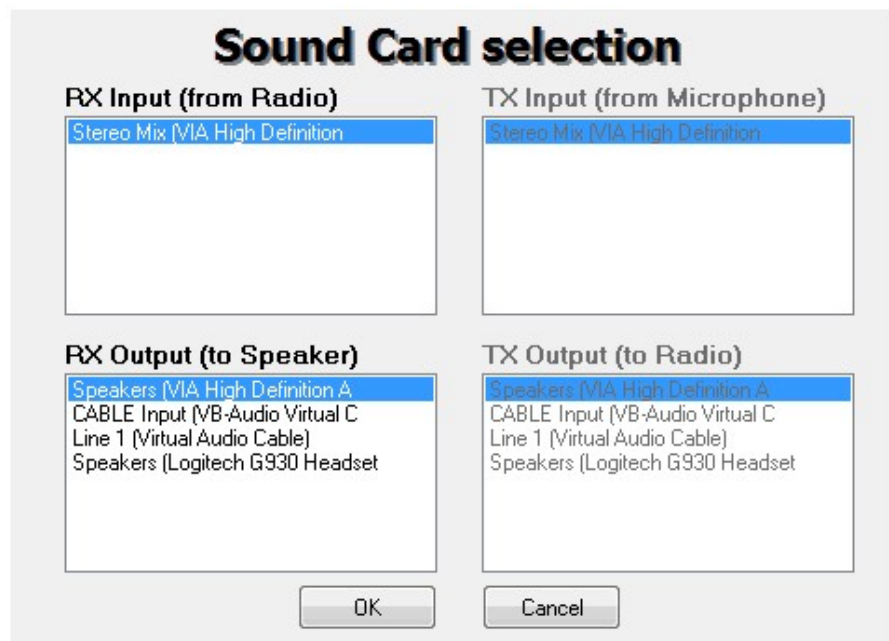 Sound Card selection
RX Input (from Radio)
Stereo Mix (VIA High Definition
TX Input (from Microphone)
Stereo Mix (VIA High Definition
RX Output (to Speaker)
Speakers (VIA High Definition A
CABLE Input (VB-Audio Virtual C
Line 1 (Virtual Audio Cable)
Speakers (Logitech G930 Headset
TX Output (to Radio)
Speakers (VIA High Definition A
CABLE Input (VB-Audio Virtual C
Line 1 (Virtual Audio Cable)
Speakers (Logitech G930 Headset
OK
Cancel